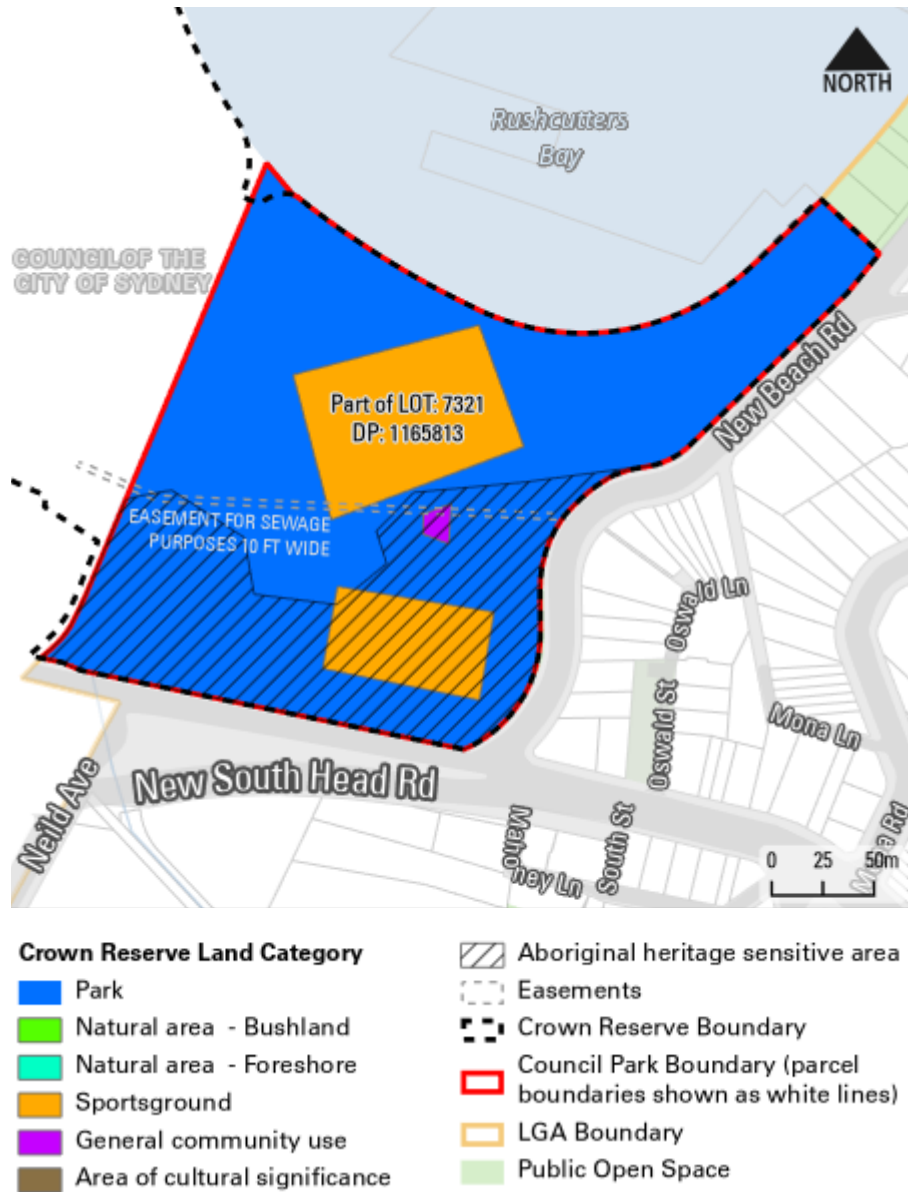 NORTH
Rushcutters
Bay
COUNCIL OF THE
CITY OF SYDNEY
New Beach Rd
Part of LOT: 7321
DP: 1165813
EASEMENT FOR SEWAGE
PURPOSES 10 FT WIDE
Oswald Ln
Oswald St
Mona Ln
New South Head Rd
Neild Ave
Mahoney Ln
South St
Mona Rd
0 25 50m
Crown Reserve Land Category
Park
Natural area - Bushland
Natural area - Foreshore
Sportsground
General community use
Area of cultural significance
Aboriginal heritage sensitive area
Easements
Crown Reserve Boundary
Council Park Boundary (parcel
boundaries shown as white lines)
LGA Boundary
Public Open Space